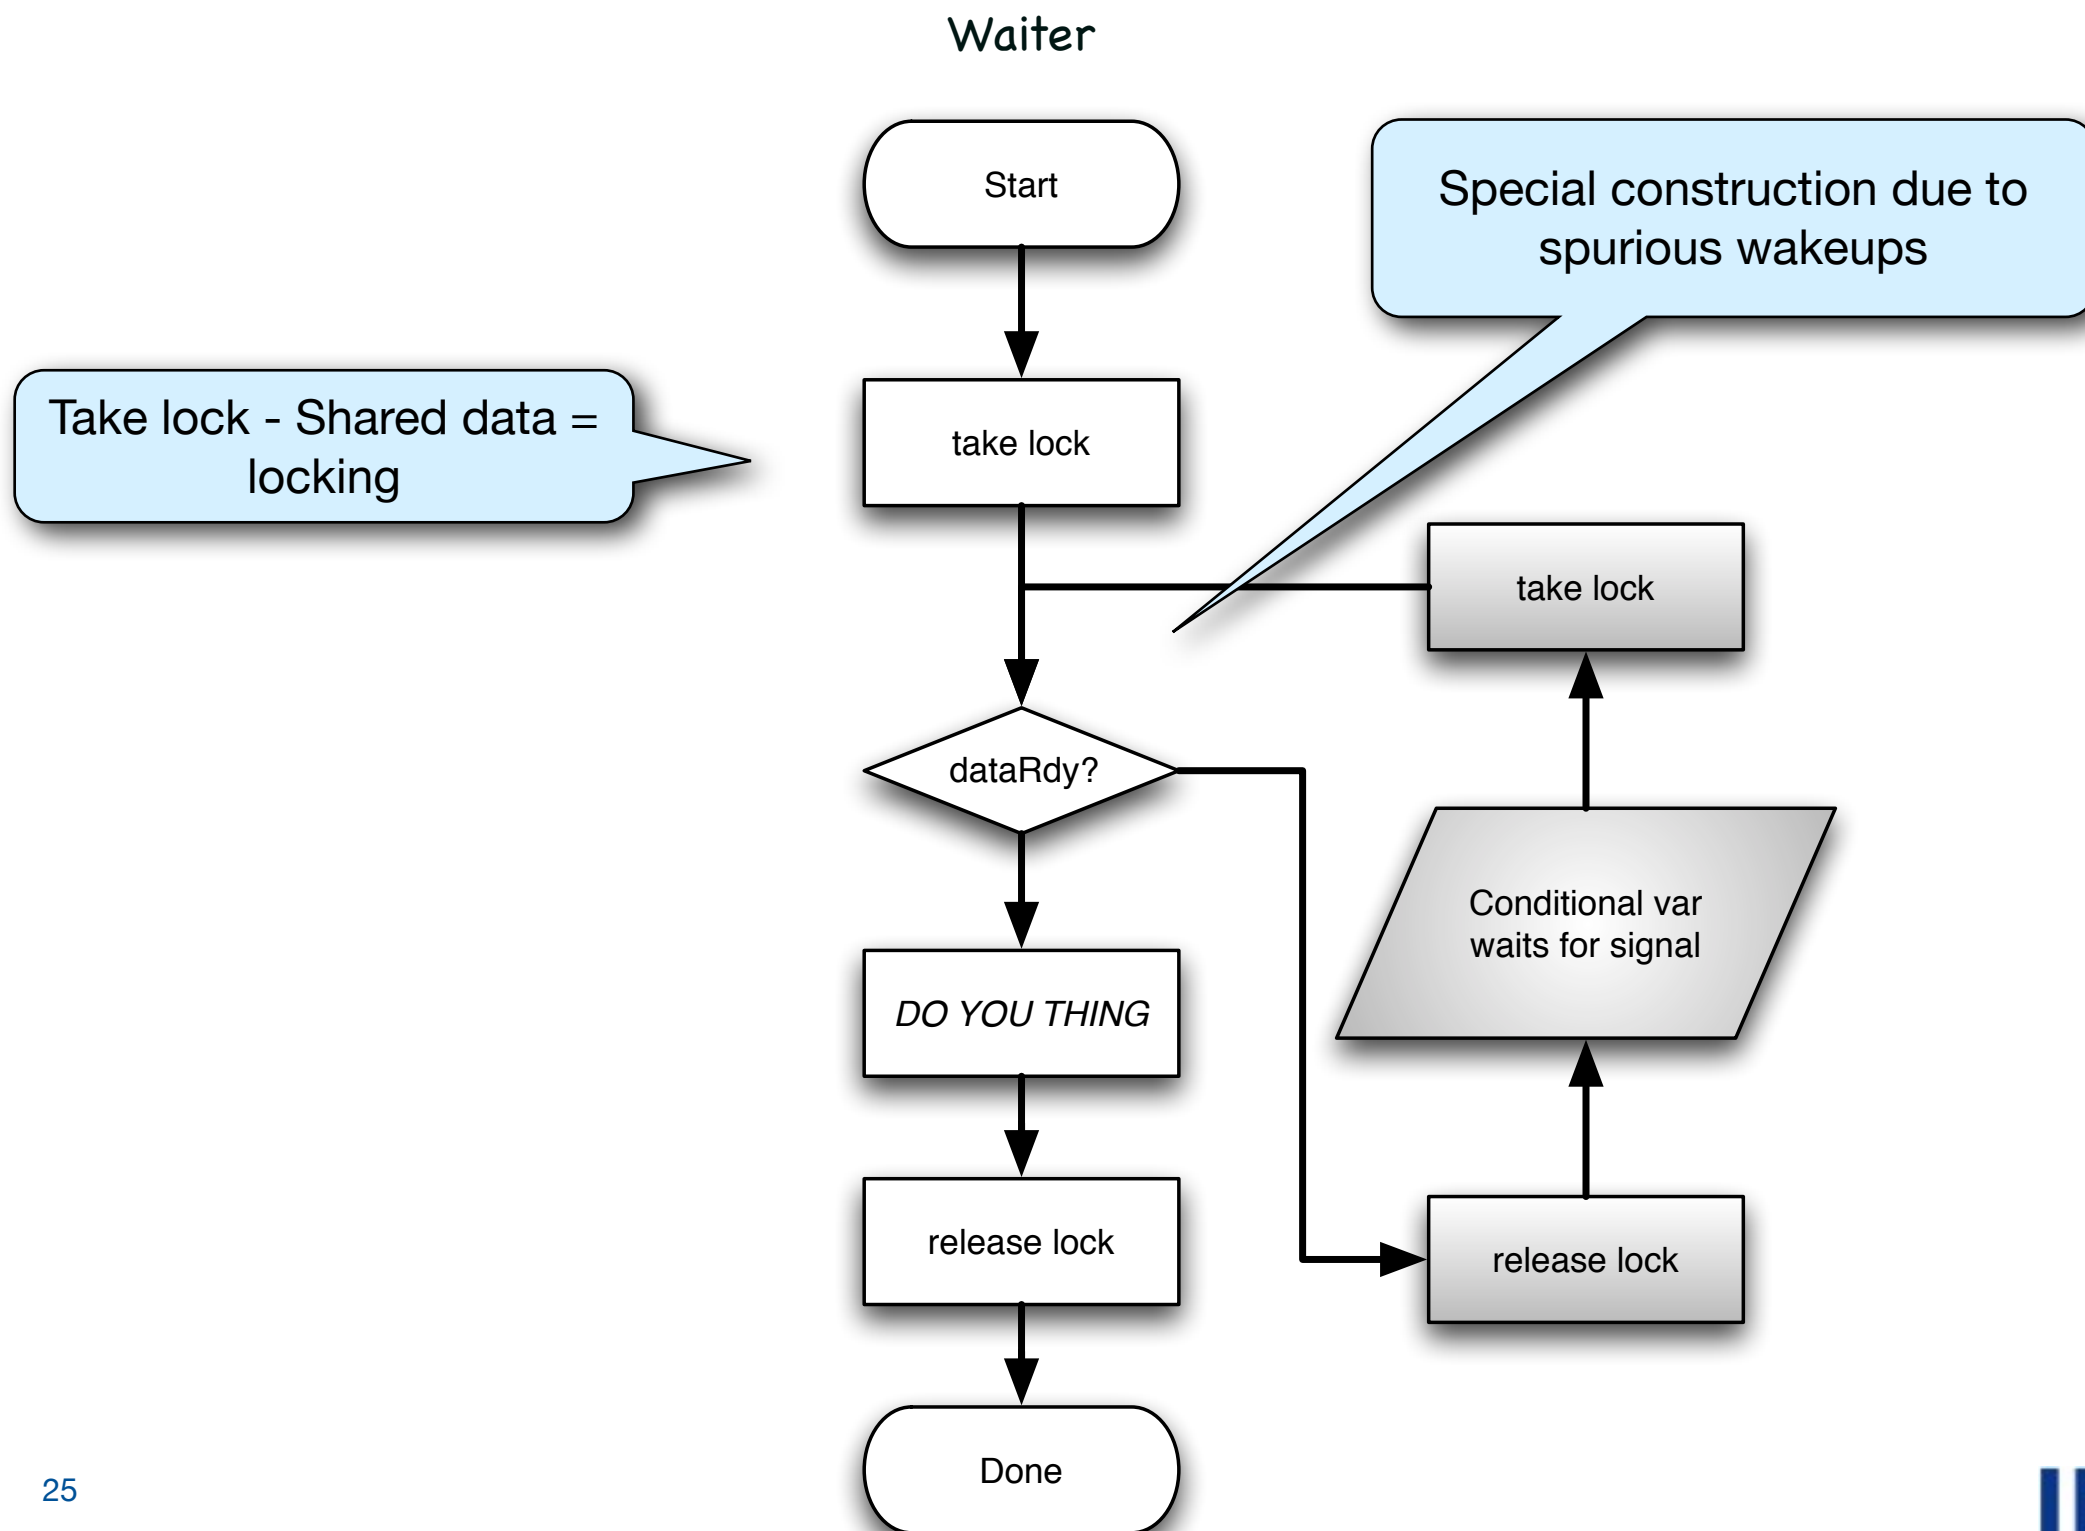 Waiter
Start
Special construction due to
spurious wakeups
Take lock - Shared data =
locking
take lock
take lock
dataRdy?
Conditional var
waits for signal
DO YOU THING
release lock
release lock
Done
25